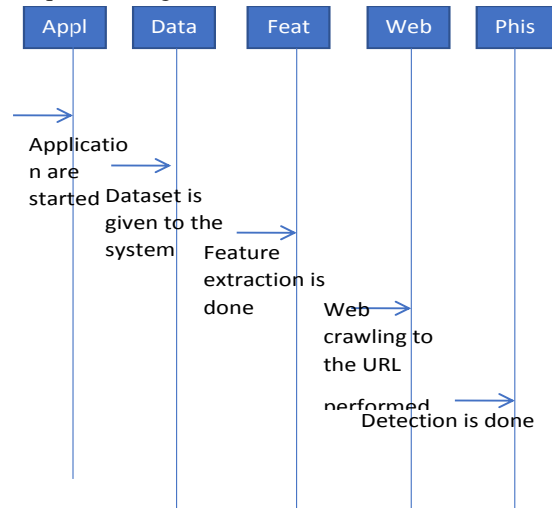 Appl Data Feat Web Phis
Applicatio
n are
started
Dataset is
given to the
system
Feature
extraction is
done
Web
crawling to
the URL
performed
Detection is done